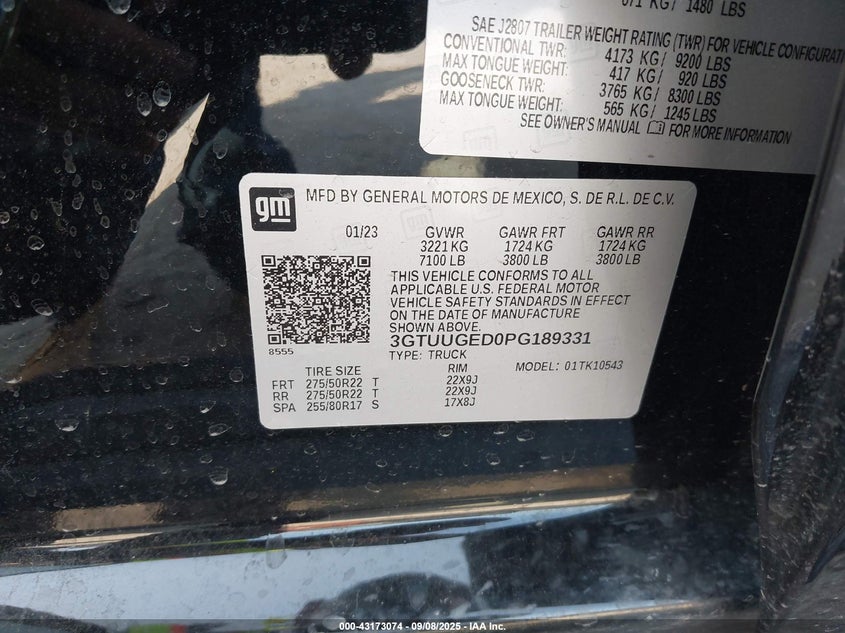 671 KG/ 1480 LBS
SAE J2807 TRAILER WEIGHT RATING (TWR) FOR VEHICLE CONFIGURATION
CONVENTIONAL TWR: 4173 KG/ 9200 LBS
MAX TONGUE WEIGHT: 417 KG/ 920 LBS
GOOSENECK TWR: 3765 KG/ 8300 LBS
MAX TONGUE WEIGHT: 565 KG/ 1245 LBS
SEE OWNER'S MANUAL FOR MORE INFORMATION
gm
MFD BY GENERAL MOTORS DE MEXICO, S. DE R.L. DE C.V.
01/23 GVWR GAWR FRT GAWR RR
3221 KG 1724 KG 1724 KG
7100 LB 3800 LB 3800 LB
THIS VEHICLE CONFORMS TO ALL
APPLICABLE U.S. FEDERAL MOTOR
VEHICLE SAFETY STANDARDS IN EFFECT
ON THE DATE OF MANUFACTURE
SHOWN ABOVE.
3GTUUGED0PG189331
8555
TYPE: TRUCK MODEL: 01TK10543
TIRE SIZE RIM
FRT 275/50R22 T 22X9J
RR 275/50R22 T 22X9J
SPA 255/80R17 S 17X8J
000-43173074 - 09/08/2025 - IAA Inc.